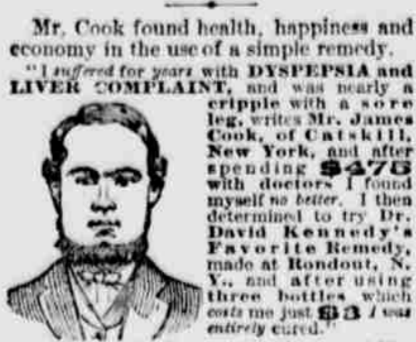 Mr. Cook found health, happiness and
economy in the use of a simple remedy.
"I suffered for years with DYSPEPSIA and
LIVER COMPLAINT, and was nearly a
cripple with a sore
leg, writes Mr. James
Cook, of Catskill,
New York, and after
spending $475
with doctors I found
myself no better. I then
determined to try Dr.
David Kennedy's
Favorite Remedy,
made at Rondout, N.
Y., and after using
three bottles which
costs me just $3 I was
entirely cured."